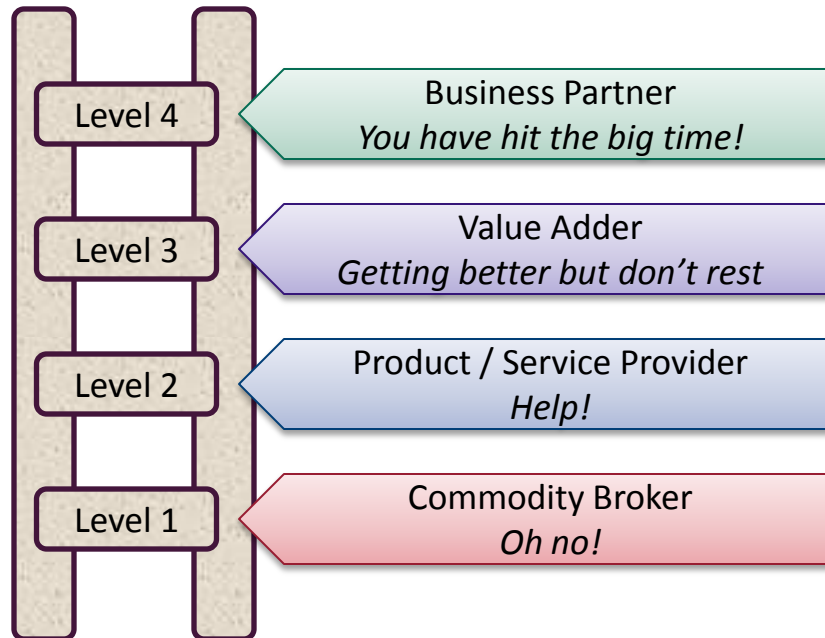 Level 4
Business Partner
You have hit the big time!
Level 3
Value Adder
Getting better but don’t rest
Level 2
Product / Service Provider
Help!
Level 1
Commodity Broker
Oh no!